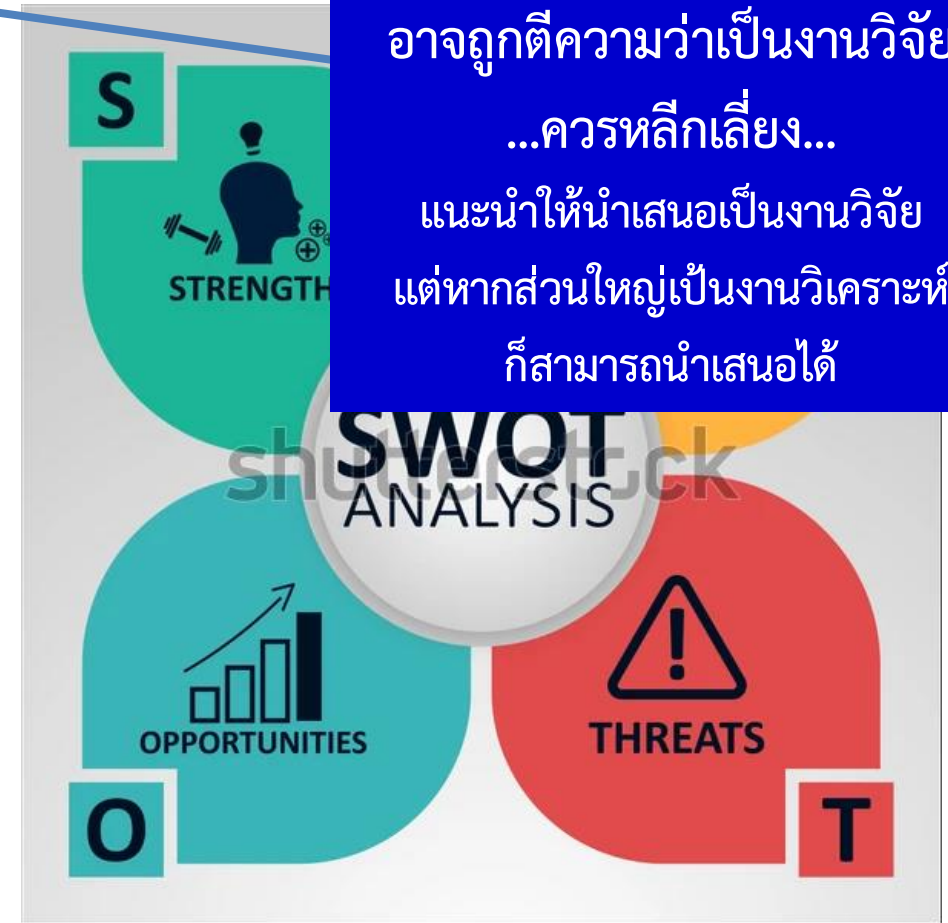 อาจถูกตีความว่าเป็นงานวิจัย
...ควรหลีกเลี่ยง...
แนะนำให้นำเสนอเป็นงานวิจัย
แต่หากส่วนใหญ่เป้นงานวิเคราะห์
ก็สามารถนำเสนอได้
S
STRENGTH
SWOT
ANALYSIS
shutterstock
OPPORTUNITIES
THREATS
O
T